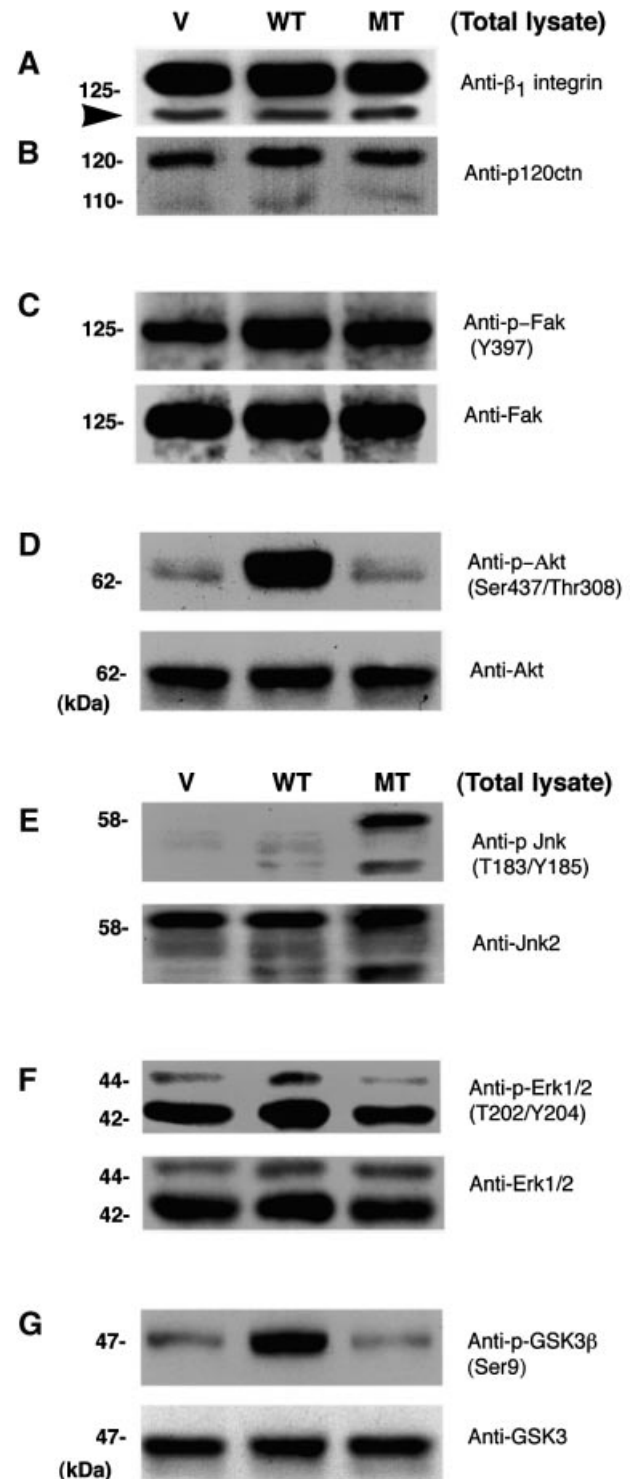 V WT MT (Total lysate)
A
125-
Anti-β1 integrin
B
120-
110-
Anti-p120ctn
C
125-
Anti-p–Fak
(Y397)
125-
Anti-Fak
D
62-
Anti-p–Akt
(Ser437/Thr308)
62-
(kDa)
Anti-Akt
V WT MT (Total lysate)
E
58-
Anti-p Jnk
(T183/Y185)
58-
Anti-Jnk2
F
44-
42-
Anti-p-Erk1/2
(T202/Y204)
44-
42-
Anti-Erk1/2
G
47-
Anti-p-GSK3β
(Ser9)
47-
(kDa)
Anti-GSK3